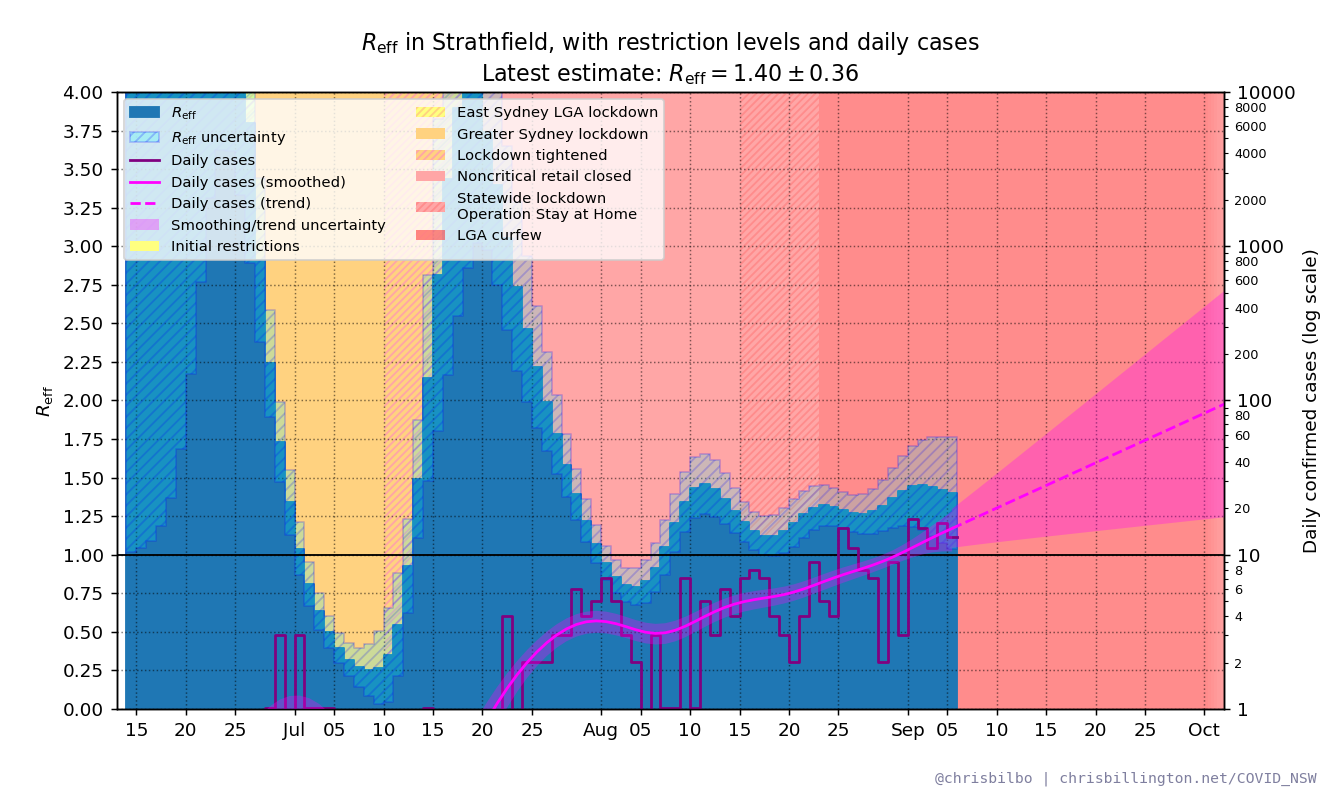 R_eff in Strathfield, with restriction levels and daily cases
Latest estimate: R_eff = 1.40 ± 0.36
R_eff
R_eff uncertainty
Daily cases
Daily cases (smoothed)
Daily cases (trend)
Smoothing/trend uncertainty
Initial restrictions
East Sydney LGA lockdown
Greater Sydney lockdown
Lockdown tightened
Noncritical retail closed
Statewide lockdown
Operation Stay at Home
LGA curfew
R_eff
4.00
3.75
3.50
3.25
3.00
2.75
2.50
2.25
2.00
1.75
1.50
1.25
1.00
0.75
0.50
0.25
0.00
15 20 25 Jul 05 10 15 20 25 Aug 05 10 15 20 25 Sep 05 10 15 20 25 Oct
10000
8000
6000
4000
2000
1000
800
600
400
200
100
80
60
40
20
10
8
6
4
2
1
Daily confirmed cases (log scale)
@chrisbilbo | chrisbillington.net/COVID_NSW